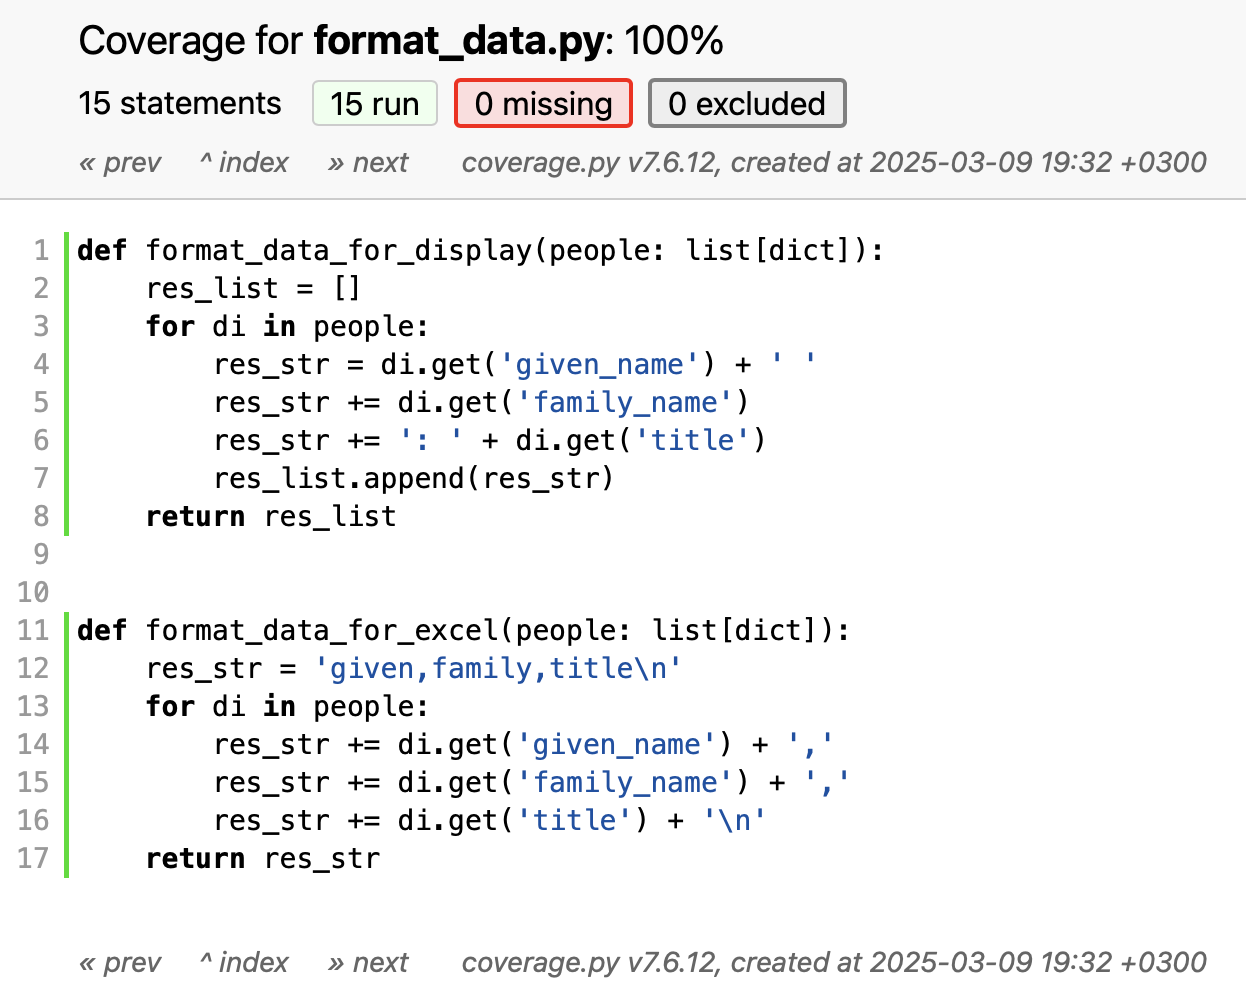 Coverage for format_data.py: 100%
15 statements 15 run 0 missing 0 excluded
« prev ^ index » next coverage.py v7.6.12, created at 2025-03-09 19:32 +0300
1 def format_data_for_display(people: list[dict]):
2     res_list = []
3     for di in people:
4         res_str = di.get('given_name') + ' '
5         res_str += di.get('family_name')
6         res_str += ': ' + di.get('title')
7         res_list.append(res_str)
8     return res_list
9
10
11 def format_data_for_excel(people: list[dict]):
12     res_str = 'given,family,title\n'
13     for di in people:
14         res_str += di.get('given_name') + ','
15         res_str += di.get('family_name') + ','
16         res_str += di.get('title') + '\n'
17     return res_str
« prev ^ index » next coverage.py v7.6.12, created at 2025-03-09 19:32 +0300